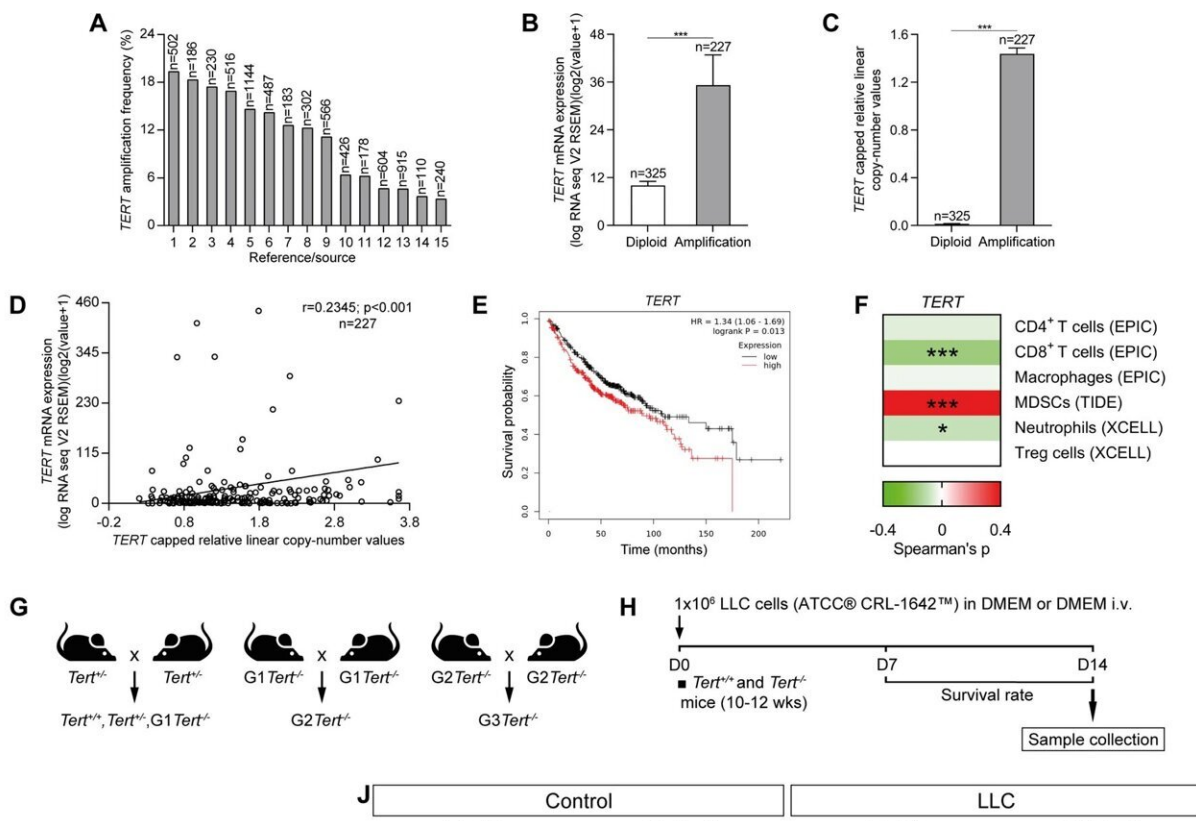 A
TERT amplification frequency (%)
24
18
12
6
0
n=502
n=186
n=230
n=516
n=1144
n=487
n=183
n=302
n=566
n=426
n=178
n=604
n=915
n=110
n=240
1 2 3 4 5 6 7 8 9 10 11 12 13 14 15
Reference/source
B
TERT mRNA expression
(log RNA seq V2 RSEM)(log2(value+1)
48
36
24
12
0
***
n=227
n=325
Diploid Amplification
C
TERT capped relative linear
copy-number values
1.6
1.2
0.8
0.4
0.0
***
n=227
n=325
Diploid Amplification
D
TERT mRNA expression
(log RNA seq V2 RSEM)(log2(value+1)
460
345
230
115
0
r=0.2345; p<0.001
n=227
-0.2 0.8 1.8 2.8 3.8
TERT capped relative linear copy-number values
E
TERT
HR = 1.34 (1.06 - 1.69)
logrank P = 0.013
Expression
low
high
Survival probability
1.0
0.8
0.6
0.4
0.2
0.0
0 50 100 150 200
Time (months)
F
TERT
CD4+ T cells (EPIC)
*** CD8+ T cells (EPIC)
Macrophages (EPIC)
*** MDSCs (TIDE)
* Neutrophils (XCELL)
Treg cells (XCELL)
-0.4 0 0.4
Spearman's p
G
Tert+/- x Tert+/-
Tert+/+,Tert+/-,G1Tert-/-
G1Tert-/- x G1Tert-/-
G2Tert-/-
G2Tert-/- x G2Tert-/-
G3Tert-/-
H
1x10⁶ LLC cells (ATCC® CRL-1642™) in DMEM or DMEM i.v.
D0 D7 D14
■ Tert+/+ and Tert-/-
mice (10-12 wks)
Survival rate
Sample collection
J
Control LLC